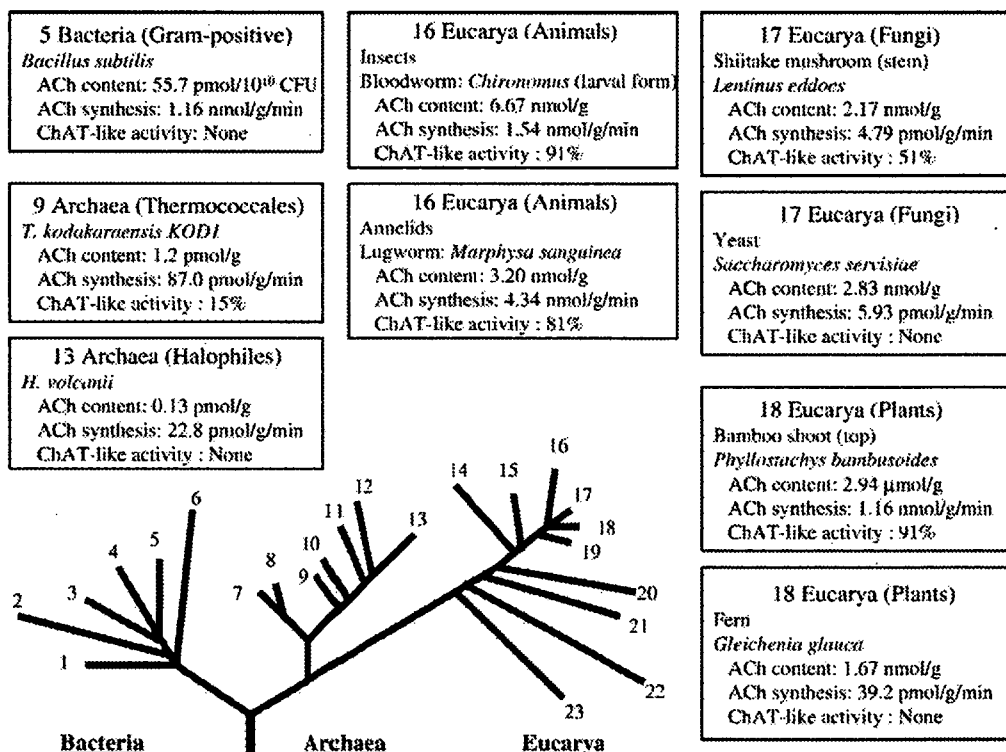 5 Bacteria (Gram-positive)
Bacillus subtilis
ACh content: 55.7 pmol/10¹⁰ CFU
ACh synthesis: 1.16 nmol/g/min
ChAT-like activity: None
9 Archaea (Thermococcales)
T. kodakaraensis KOD1
ACh content: 1.2 pmol/g
ACh synthesis: 87.0 pmol/g/min
ChAT-like activity : 15%
13 Archaea (Halophiles)
H. volcanii
ACh content: 0.13 pmol/g
ACh synthesis: 22.8 pmol/g/min
ChAT-like activity : None
16 Eucarya (Animals)
Insects
Bloodworm: Chironomus (larval form)
ACh content: 6.67 nmol/g
ACh synthesis: 1.54 nmol/g/min
ChAT-like activity : 91%
16 Eucarya (Animals)
Annelids
Lugworm: Marphysa sanguinea
ACh content: 3.20 nmol/g
ACh synthesis: 4.34 nmol/g/min
ChAT-like activity : 81%
17 Eucarya (Fungi)
Shiitake mushroom (stem)
Lentinus eddoes
ACh content: 2.17 nmol/g
ACh synthesis: 4.79 pmol/g/min
ChAT-like activity : 51%
17 Eucarya (Fungi)
Yeast
Saccharomyces servisiae
ACh content: 2.83 nmol/g
ACh synthesis: 5.93 pmol/g/min
ChAT-like activity : None
18 Eucarya (Plants)
Bamboo shoot (top)
Phyllostachys bambusoides
ACh content: 2.94 μmol/g
ACh synthesis: 1.16 nmol/g/min
ChAT-like activity : 91%
18 Eucarya (Plants)
Fern
Gleichenia glauca
ACh content: 1.67 nmol/g
ACh synthesis: 39.2 pmol/g/min
ChAT-like activity : None
1
2
3
4
5
6
7
8
9
10
11
12
13
14
15
16
17
18
19
20
21
22
23
Bacteria
Archaea
Eucarya